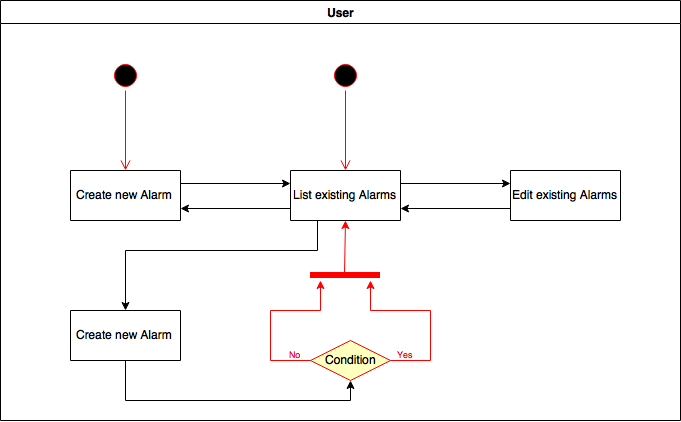 User
Create new Alarm
List existing Alarms
Edit existing Alarms
Create new Alarm
No
Condition
Yes